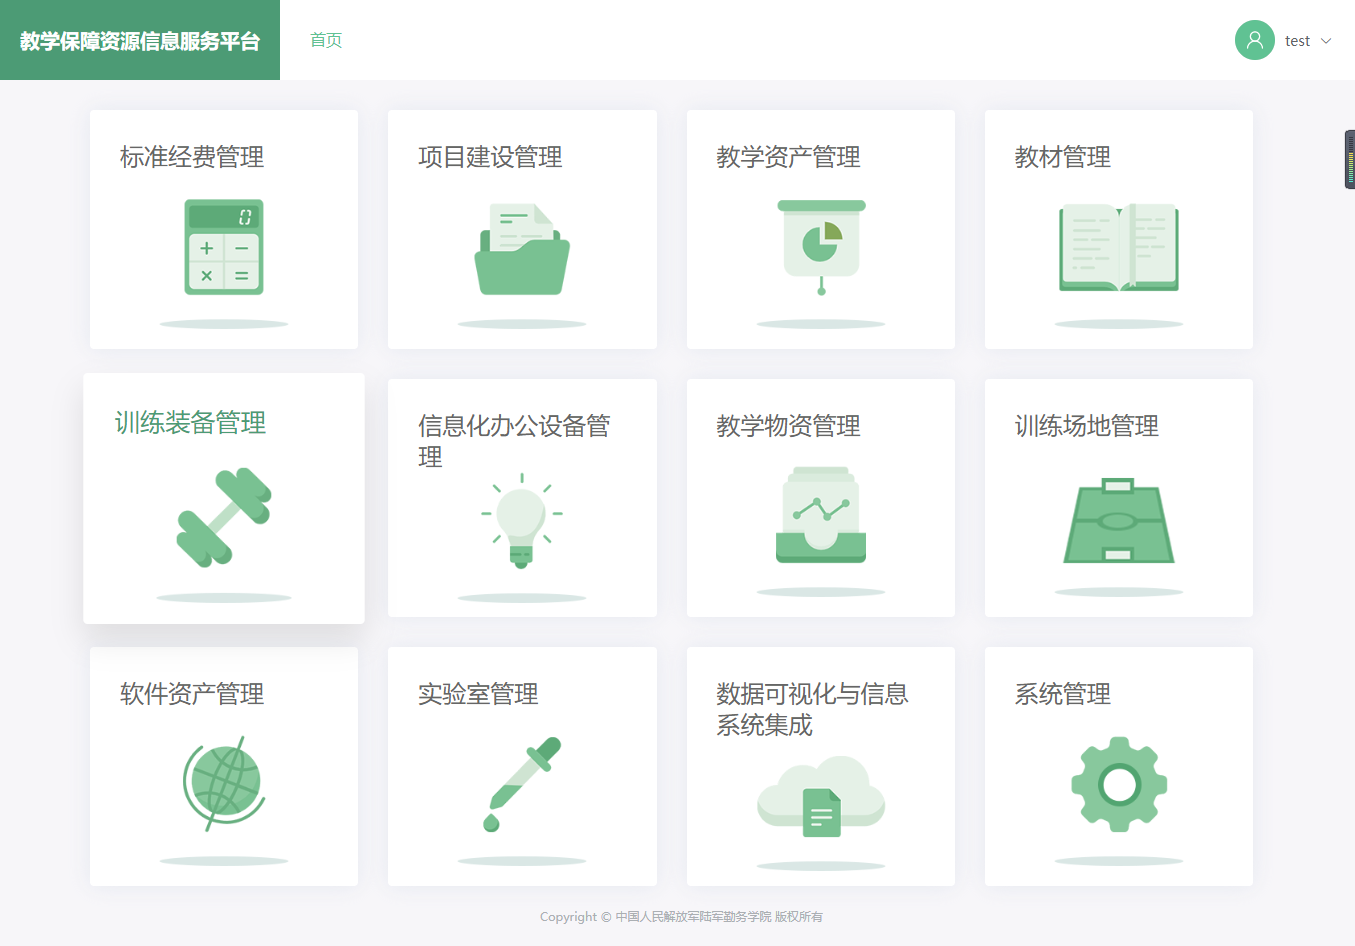 教学保障资源信息服务平台
首页
test
标准经费管理
项目建设管理
教学资产管理
教材管理
训练装备管理
信息化办公设备管
理
教学物资管理
训练场地管理
软件资产管理
实验室管理
数据可视化与信息
系统集成
系统管理
Copyright © 中国人民解放军陆军勤务学院 版权所有